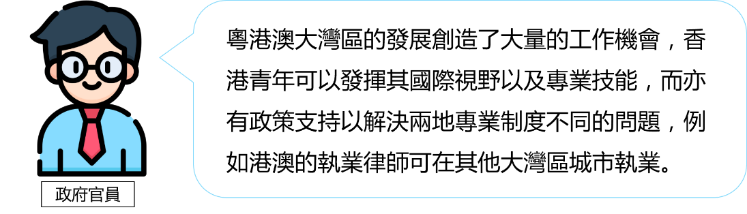 粵港澳大灣區的發展創造了大量的工作機會，香
港青年可以發揮其國際視野以及專業技能，而亦
有政策支持以解決兩地專業制度不同的問題，例
如港澳的執業律師可在其他大灣區城市執業。
政府官員